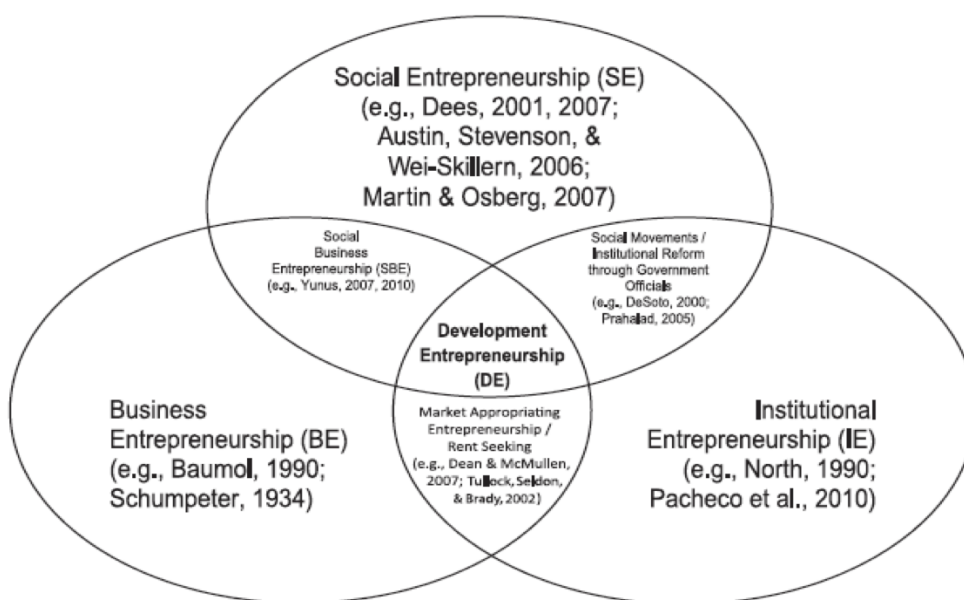 Social Entrepreneurship (SE)
(e.g., Dees, 2001, 2007;
Austin, Stevenson, &
Wei-Skillern, 2006;
Martin & Osberg, 2007)
Social
Business
Entrepreneurship (SBE)
(e.g., Yunus, 2007, 2010)
Social Movements /
Institutional Reform
through Government
Officials
(e.g., DeSoto, 2000;
Prahalad, 2005)
Development
Entrepreneurship
(DE)
Business
Entrepreneurship (BE)
(e.g., Baumol, 1990;
Schumpeter, 1934)
Market Appropriating
Entrepreneurship /
Rent Seeking
(e.g., Dean & McMullen,
2007; Tullock, Seldon,
& Brady, 2002)
Institutional
Entrepreneurship (IE)
(e.g., North, 1990;
Pacheco et al., 2010)